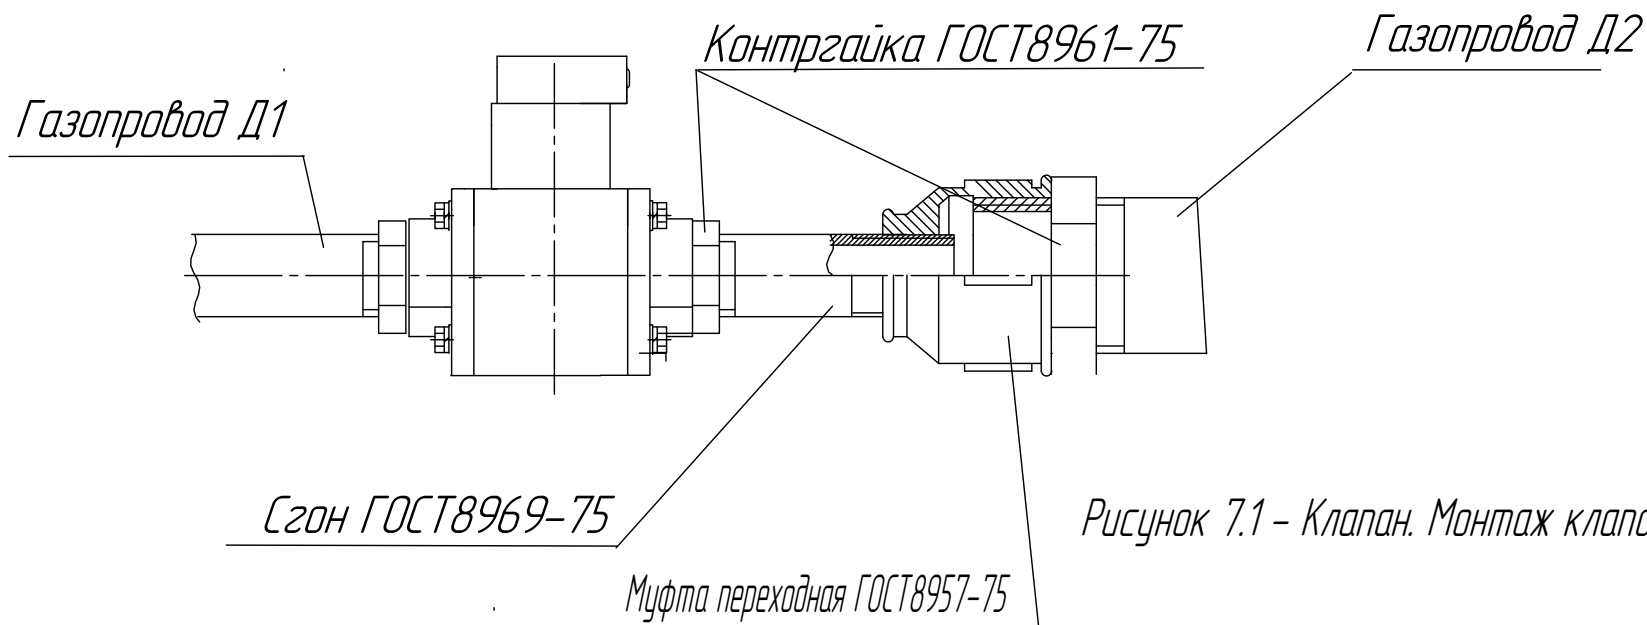 Контргайка ГОСТ8961-75
Газопровод Д2
Газопровод Д1
Сгон ГОСТ8969-75
Рисунок 7.1 - Клапан. Монтаж
Муфта переходная ГОСТ8957-75